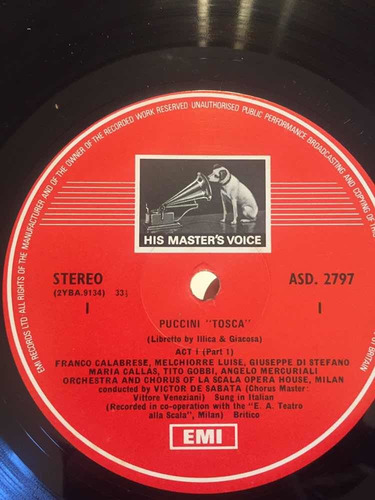 EMI RECORDS LTD ALL RIGHTS OF THE MANUFACTURER AND OF THE OWNER OF THE RECORDED WORK RESERVED UNAUTHORISED PUBLIC PERFORMANCE BROADCASTING AND COPYING OF THIS
HIS MASTER'S VOICE
STEREO
ASD. 2797
(2YBA.9134) 33⅓
I
I
PUCCINI "TOSCA"
(Libretto by Illica & Giacosa)
ACT I (Part 1)
FRANCO CALABRESE, MELCHIORRE LUISE, GIUSEPPE DI STEFANO
MARIA CALLAS, TITO GOBBI, ANGELO MERCURIALI
ORCHESTRA AND CHORUS OF LA SCALA OPERA HOUSE, MILAN
conducted by VICTOR DE SABATA (Chorus Master:
Vittore Veneziani) Sung in Italian
(Recorded in co-operation with the "E. A. Teatro
alla Scala", Milan) Britico
EMI